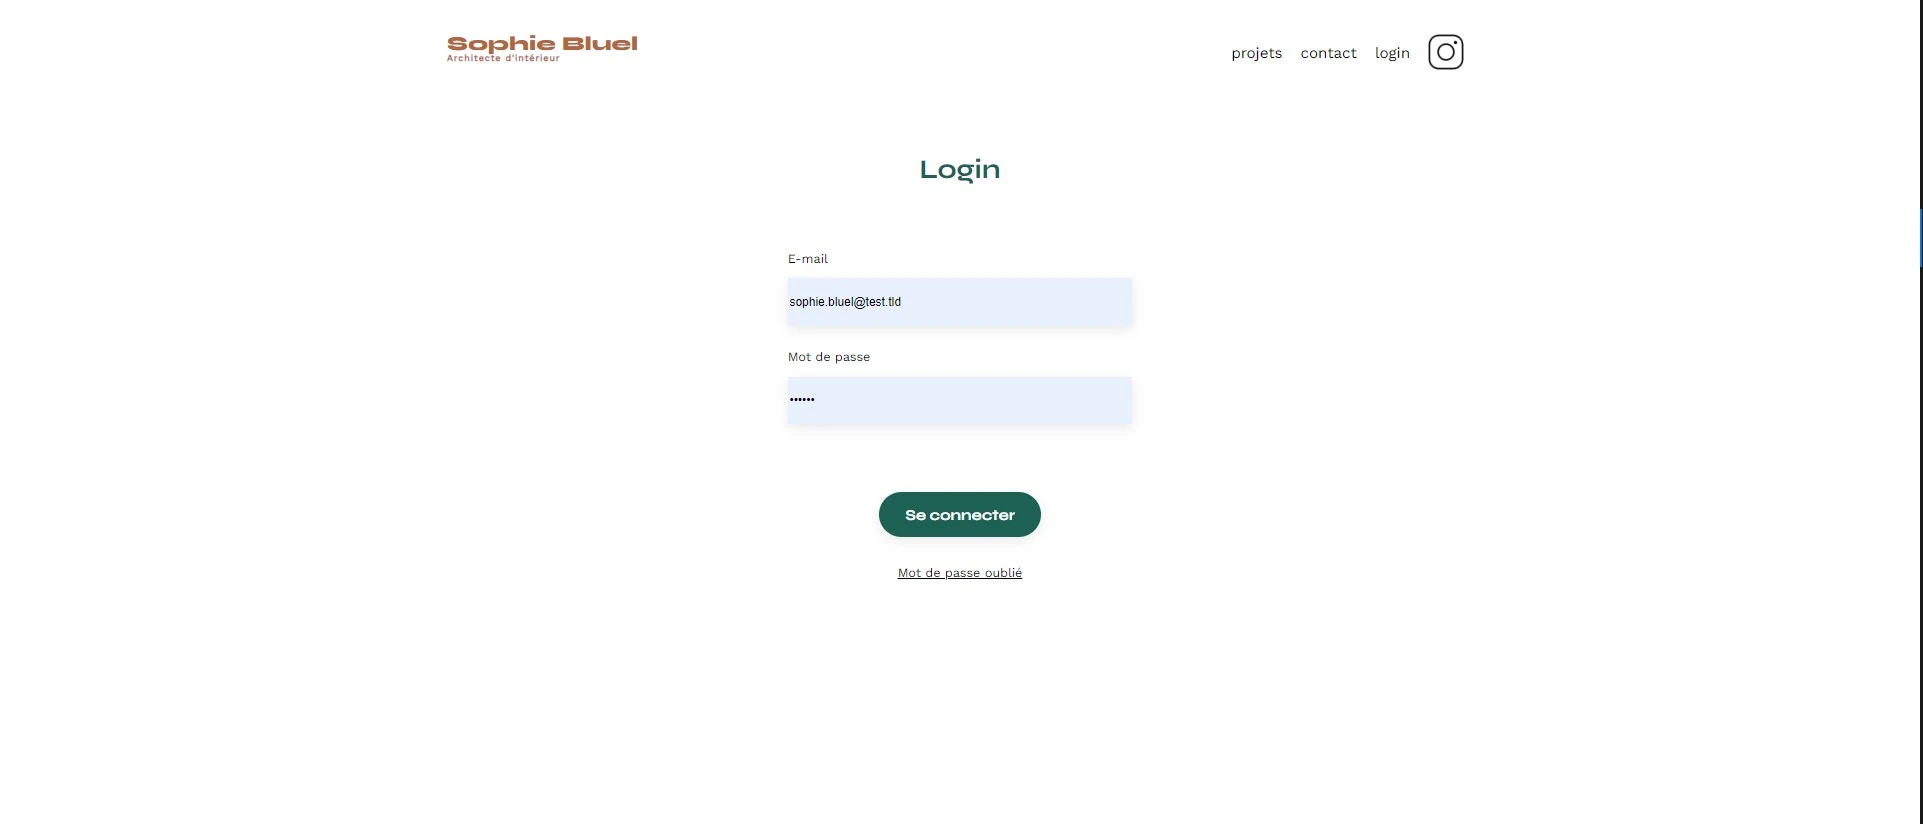 Sophie Bluel
Architecte d'intérieur
projets contact login
Login
E-mail
sophie.bluel@test.tld
Mot de passe
••••••
Se connecter
Mot de passe oublié